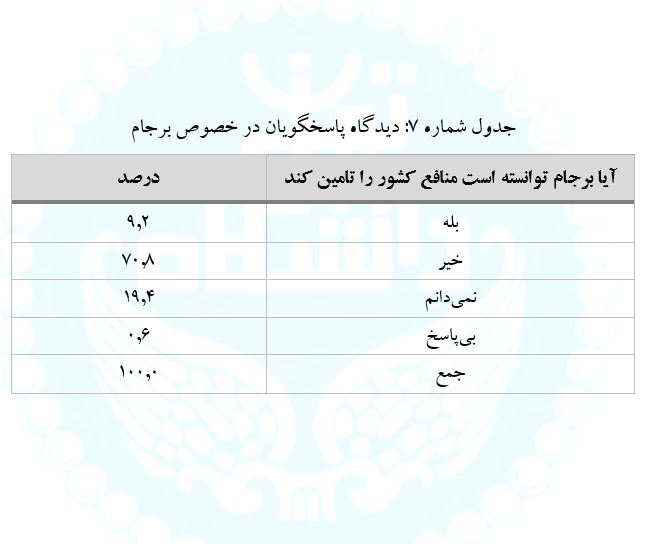 جدول شماره ۷: دیدگاه پاسخگویان در خصوص برجام
آیا برجام توانسته است منافع کشور را تامین کند درصد
بله ۹,۲
خیر ۷۰,۸
نمی‌دانم ۱۹,۴
بی‌پاسخ ۰,۶
جمع ۱۰۰,۰